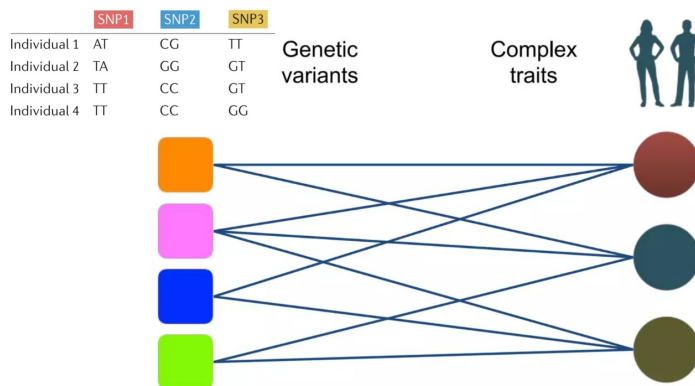 SNP1 SNP2 SNP3
Individual 1 AT CG TT
Individual 2 TA GG GT
Individual 3 TT CC GT
Individual 4 TT CC GG
Genetic
variants
Complex
traits